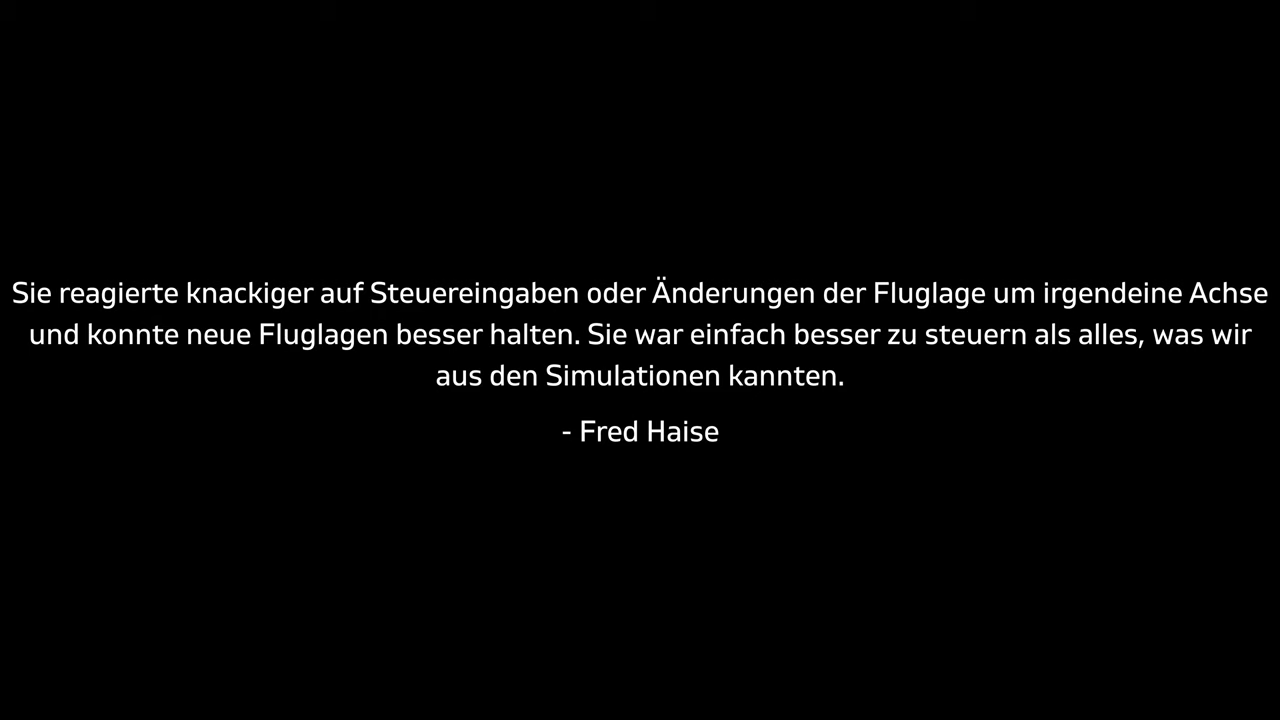 Sie reagierte knackiger auf Steuereingaben oder Änderungen der Fluglage um irgendeine Achse
und konnte neue Fluglagen besser halten. Sie war einfach besser zu steuern als alles, was wir
aus den Simulationen kannten.
- Fred Haise